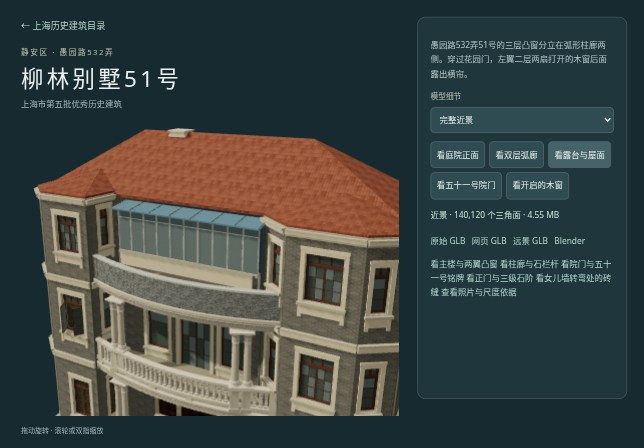 ← 上海历史建筑目录
静安区 · 愚园路532弄
柳林别墅51号
上海市第五批优秀历史建筑
拖动旋转 · 滚轮或双指缩放
愚园路532弄51号的三层凸窗分立在弧形柱廊两
侧。穿过花园门，左翼二层两扇打开的木窗后面
露出横帘。
模型细节
完整近景
看庭院正面
看双层弧廊
看露台与屋面
看五十一号院门
看开启的木窗
近景 · 140,120 个三角面 · 4.55 MB
原始 GLB 网页 GLB 远景 GLB Blender
看主楼与两翼凸窗 看柱廊与石栏杆 看院门与五十
一号铭牌 看正门与三级石阶 看女儿墙转弯处的砖
缝 查看照片与尺度依据